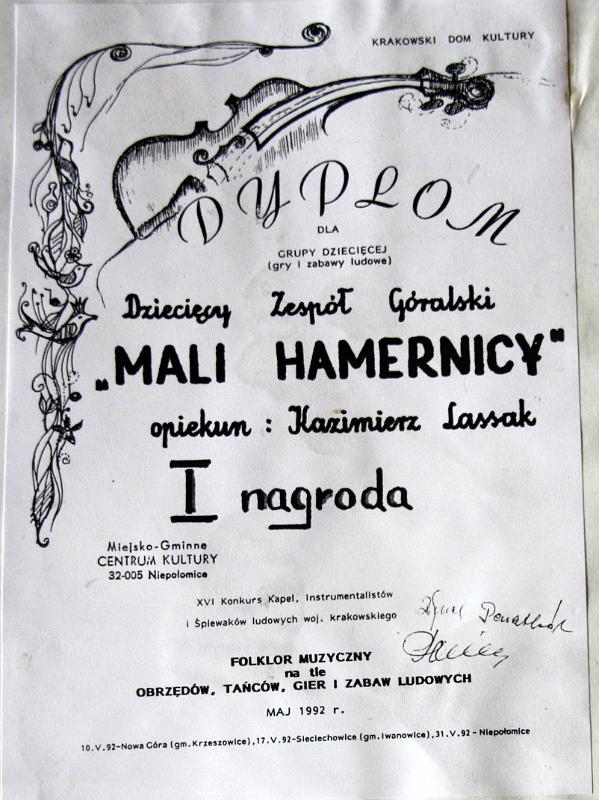 KRAKOWSKI DOM KULTURY
DYPLOM
DLA
GRUPY DZIECIĘCEJ
(gry i zabawy ludowe)
Dziecięcy Zespół Góralski
„MALI HAMERNICY"
opiekun : Kazimierz Lassak
I nagroda
Miejsko-Gminne
CENTRUM KULTURY
32-005 Niepołomice
XVI Konkurs Kapel, Instrumentalistów
i Śpiewaków ludowych woj. krakowskiego
FOLKLOR MUZYCZNY
na tle
OBRZĘDÓW, TAŃCÓW, GIER I ZABAW LUDOWYCH
MAJ 1992 r.
10.V.92-Nowa Góra (gm. Krzeszowice),17.V.92-Sieciechowice (gm.Iwanowice),31.V.92 - Niepołomice